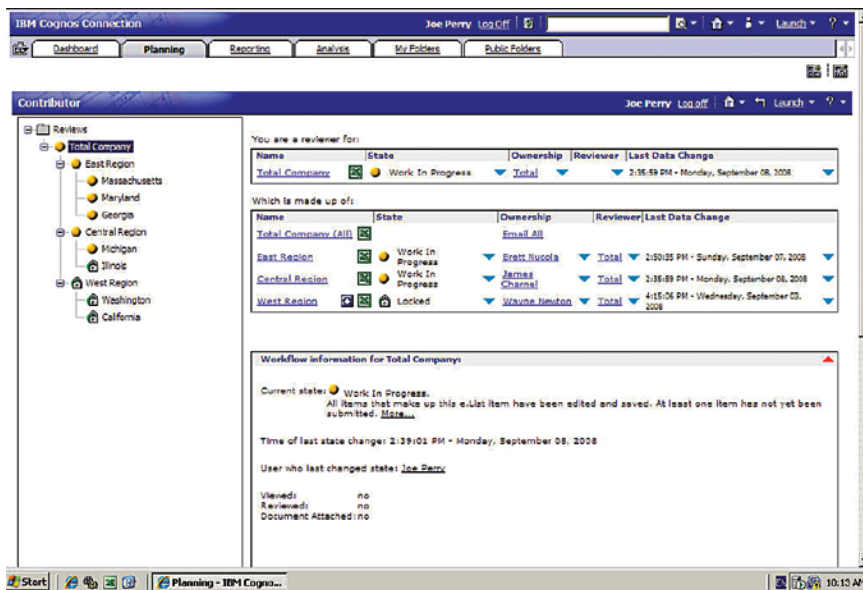 IBM Cognos Connection Joe Perry Log Off Launch ?
Dashboard Planning Reporting Analysis My Folders Public Folders
Contributor Joe Perry Log off Launch ?
Reviews
Total Company
East Region
Massachusetts
Maryland
Georgia
Central Region
Michigan
Illinois
West Region
Washington
California
You are a reviewer for:
Name State Ownership Reviewer Last Data Change
Total Company Work In Progress Total 2:35:59 PM - Monday, September 08, 2008
Which is made up of:
Name State Ownership Reviewer Last Data Change
Total Company (All) Email All
East Region Work In Progress Brett Nucola Total 2:50:35 PM - Sunday, September 07, 2008
Central Region Work In Progress James Charnel Total 2:35:59 PM - Monday, September 08, 2008
West Region Locked Wayne Newton Total 4:15:06 PM - Wednesday, September 03, 2008
Workflow information for Total Company:
Current state: Work In Progress.
All items that make up this e.List item have been edited and saved. At least one item has not yet been
submitted. More...
Time of last state change: 2:39:01 PM - Monday, September 08, 2008
User who last changed state: Joe Perry
Viewed: no
Reviewed: no
Document Attached: no
Start Planning - IBM Cogno... 10:13 AM